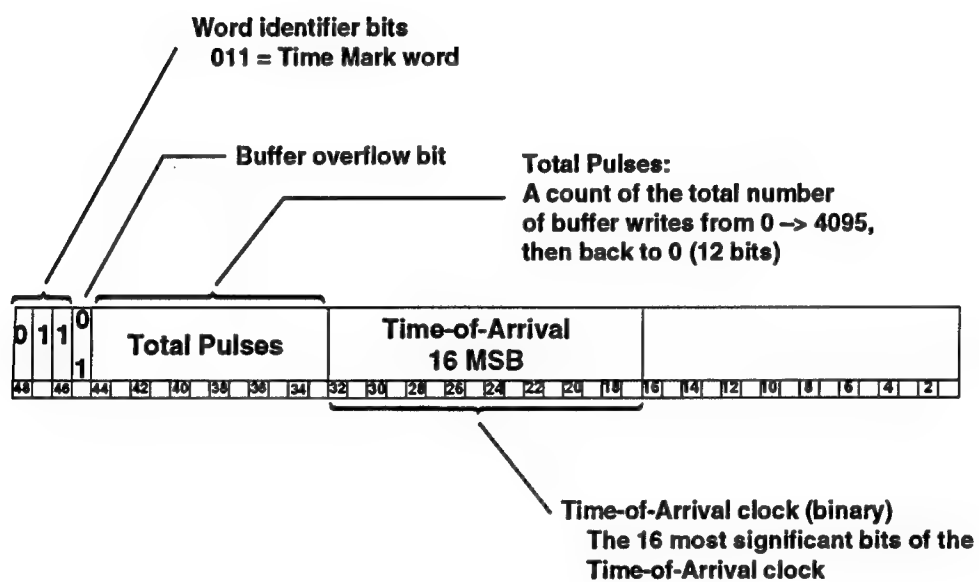 Word identifier bits
011 = Time Mark word
Buffer overflow bit
Total Pulses:
A count of the total number
of buffer writes from 0 –> 4095,
then back to 0 (12 bits)
0 1 1 0 1
Total Pulses
Time-of-Arrival
16 MSB
48 46 44 42 40 38 36 34 32 30 28 26 24 22 20 18 16 14 12 10 8 6 4 2
Time-of-Arrival clock (binary)
The 16 most significant bits of the
Time-of-Arrival clock